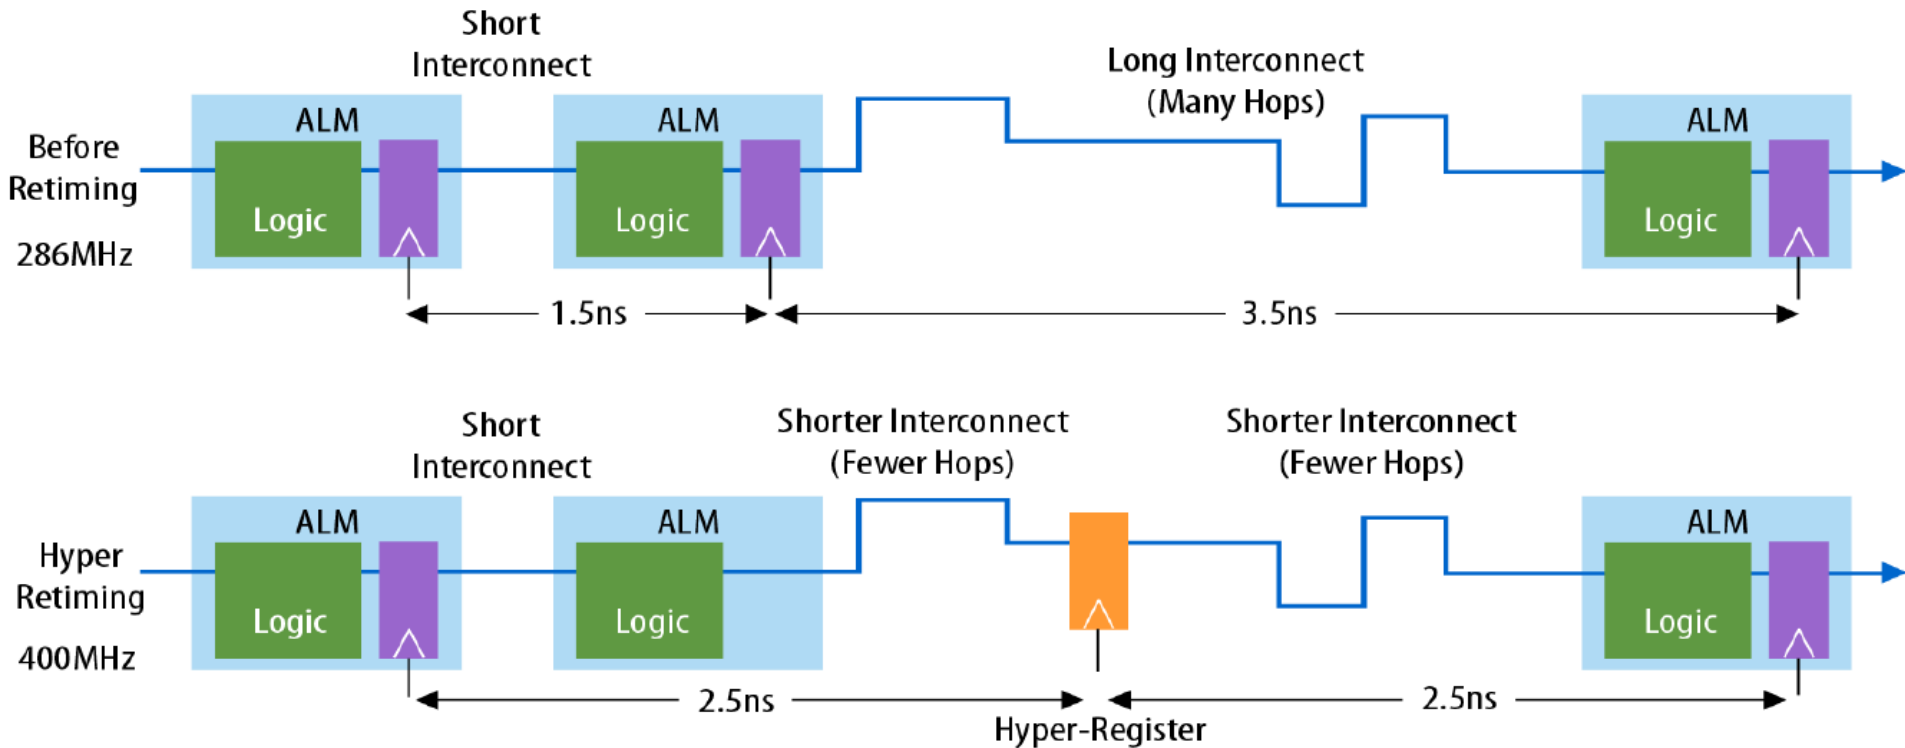 Short
Interconnect
Long Interconnect
(Many Hops)
ALM
ALM
ALM
Before
Retiming
Logic
Logic
Logic
286MHz
1.5ns
3.5ns
Short
Interconnect
Shorter Interconnect
(Fewer Hops)
Shorter Interconnect
(Fewer Hops)
ALM
ALM
ALM
Hyper
Retiming
Logic
Logic
Logic
400MHz
2.5ns
2.5ns
Hyper-Register